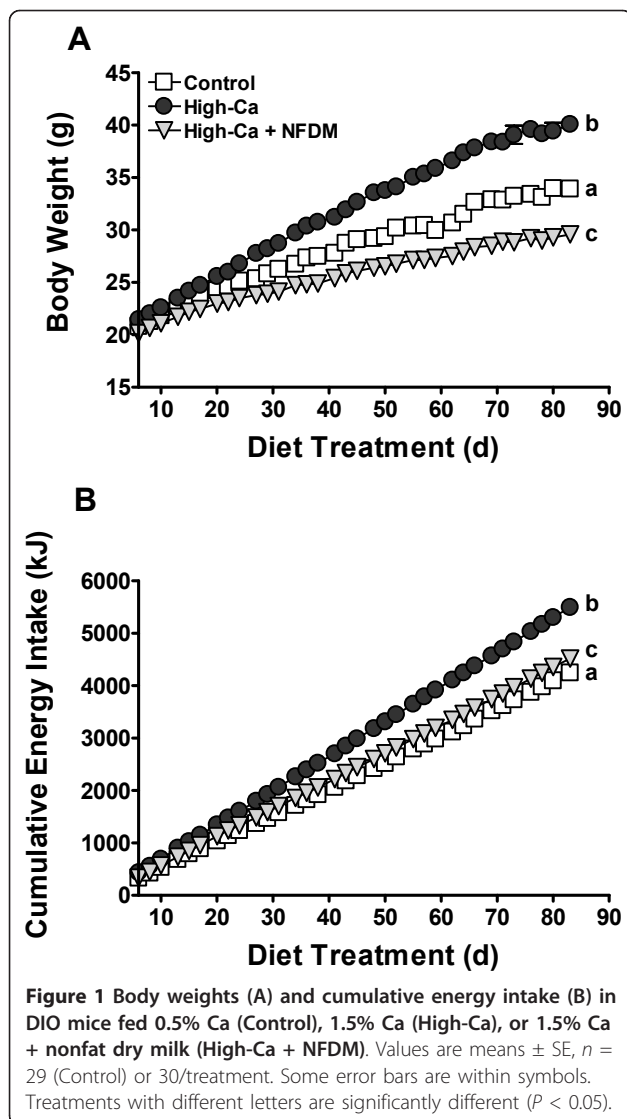 A
Body Weight (g)
45
40
35
30
25
20
15
Control
High-Ca
High-Ca + NFDM
b
a
c
10 20 30 40 50 60 70 80 90
Diet Treatment (d)
B
Cumulative Energy Intake (kJ)
6000
5000
4000
3000
2000
1000
0
b
c
a
10 20 30 40 50 60 70 80 90
Diet Treatment (d)
Figure 1 Body weights (A) and cumulative energy intake (B) in
DIO mice fed 0.5% Ca (Control), 1.5% Ca (High-Ca), or 1.5% Ca
+ nonfat dry milk (High-Ca + NFDM). Values are means ± SE, n =
29 (Control) or 30/treatment. Some error bars are within symbols.
Treatments with different letters are significantly different (P < 0.05).